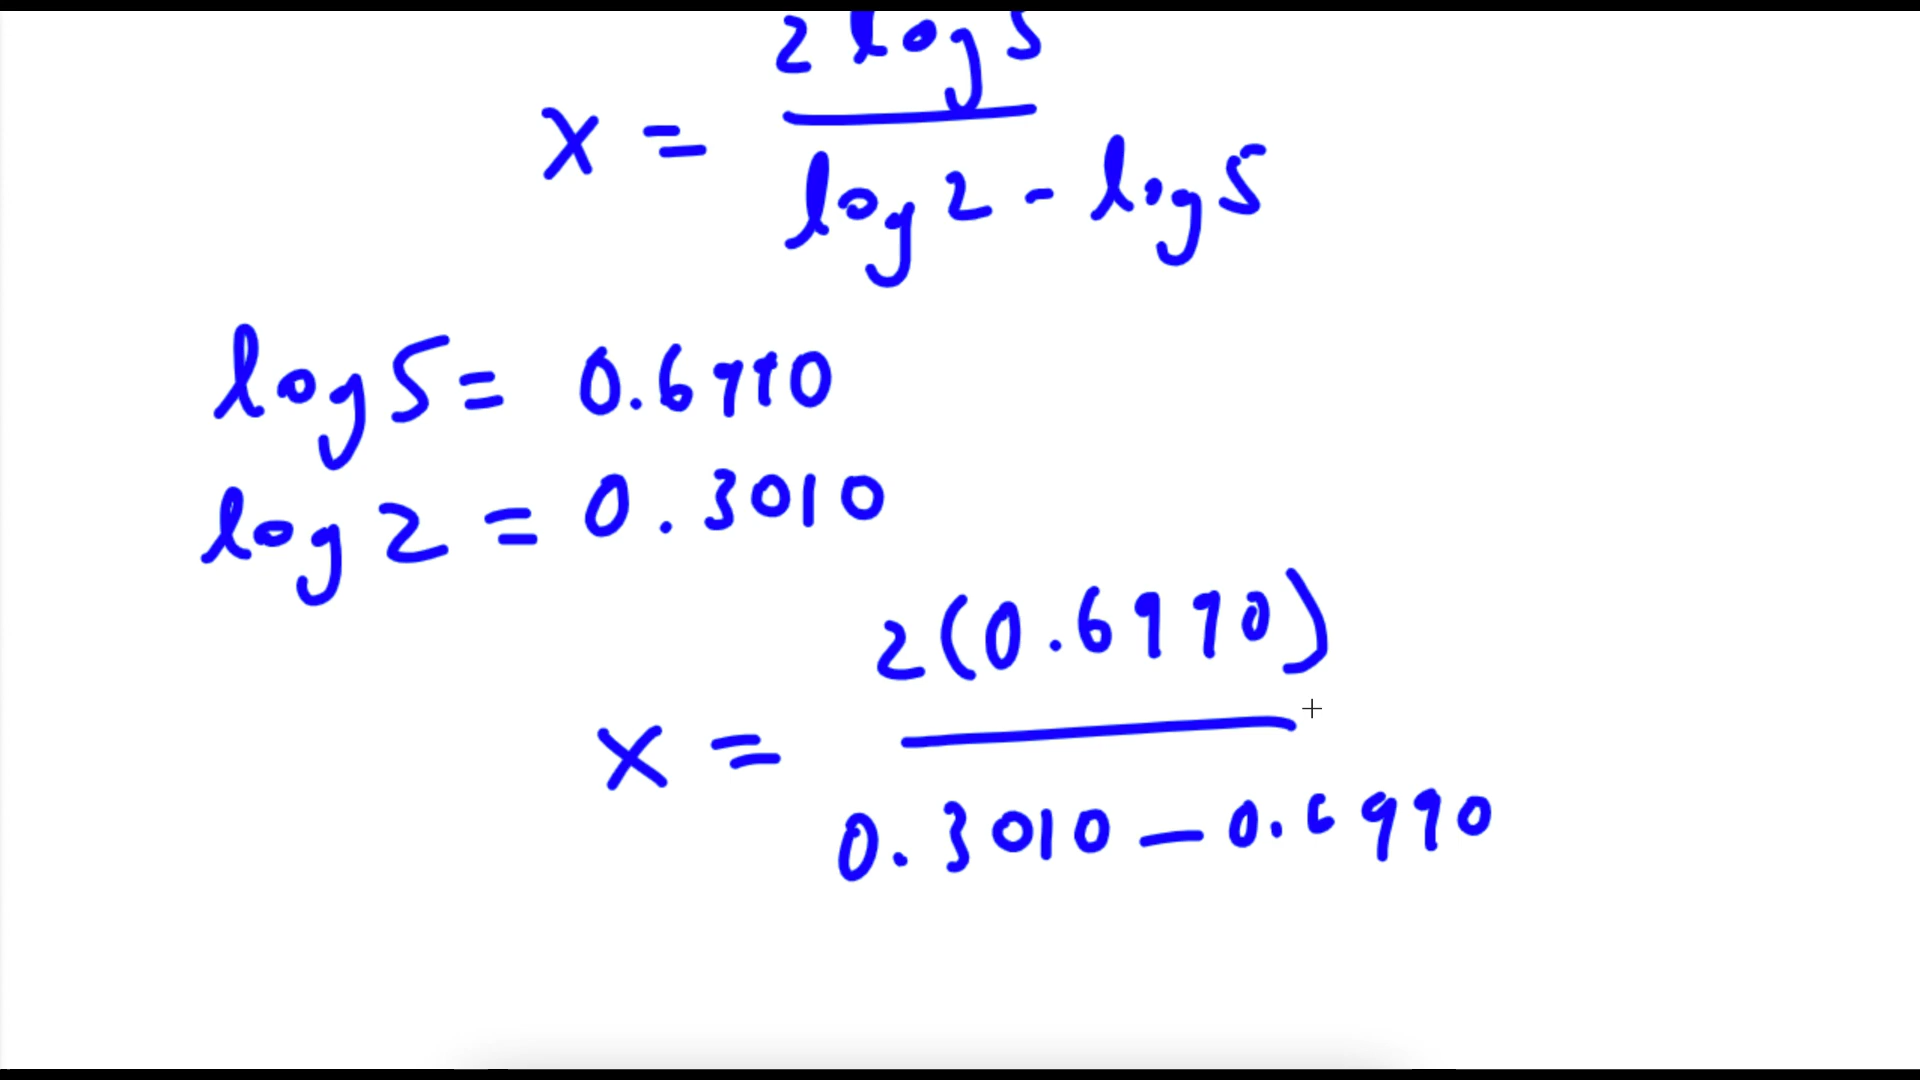 2 log 5
x =
log 2 - log 5
log 5 = 0.6990
log 2 = 0.3010
2(0.6990)
x =
0.3010 - 0.6990